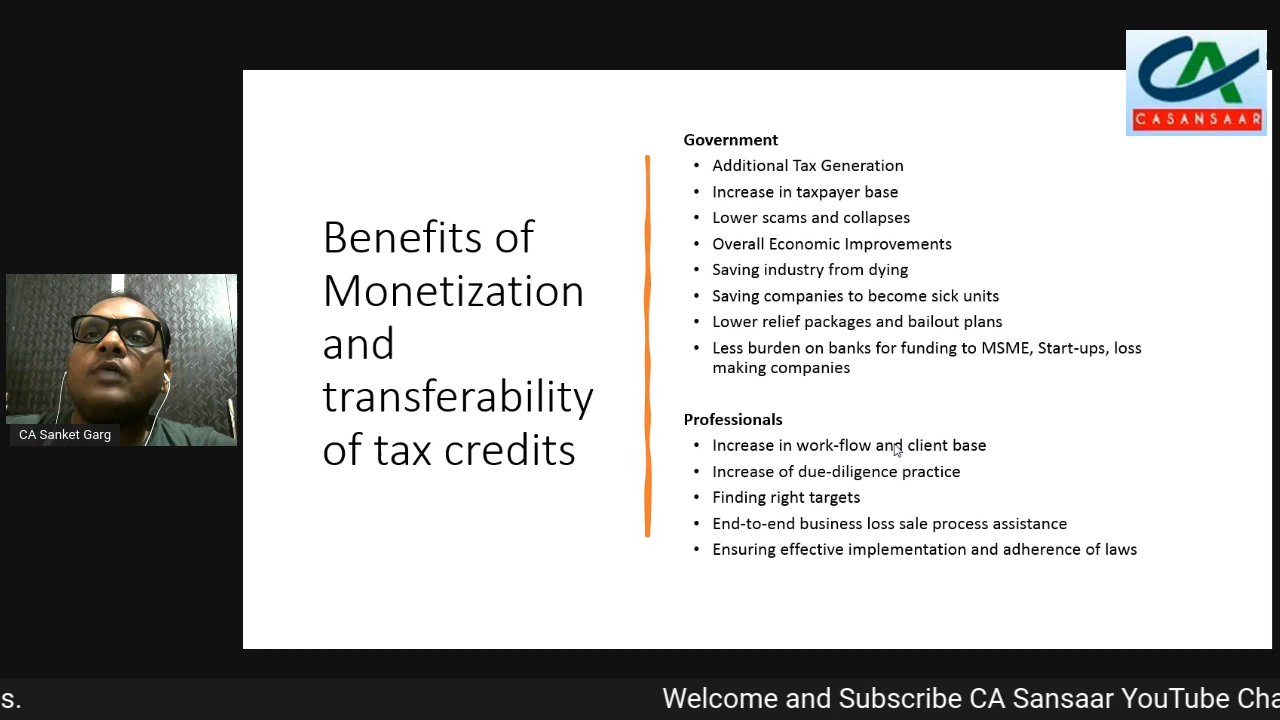 CASANSAAR
Benefits of
Monetization
and
transferability
of tax credits
Government
• Additional Tax Generation
• Increase in taxpayer base
• Lower scams and collapses
• Overall Economic Improvements
• Saving industry from dying
• Saving companies to become sick units
• Lower relief packages and bailout plans
• Less burden on banks for funding to MSME, Start-ups, loss
making companies
Professionals
• Increase in work-flow and client base
• Increase of due-diligence practice
• Finding right targets
• End-to-end business loss sale process assistance
• Ensuring effective implementation and adherence of laws
CA Sanket Garg
s. Welcome and Subscribe CA Sansaar YouTube Cha